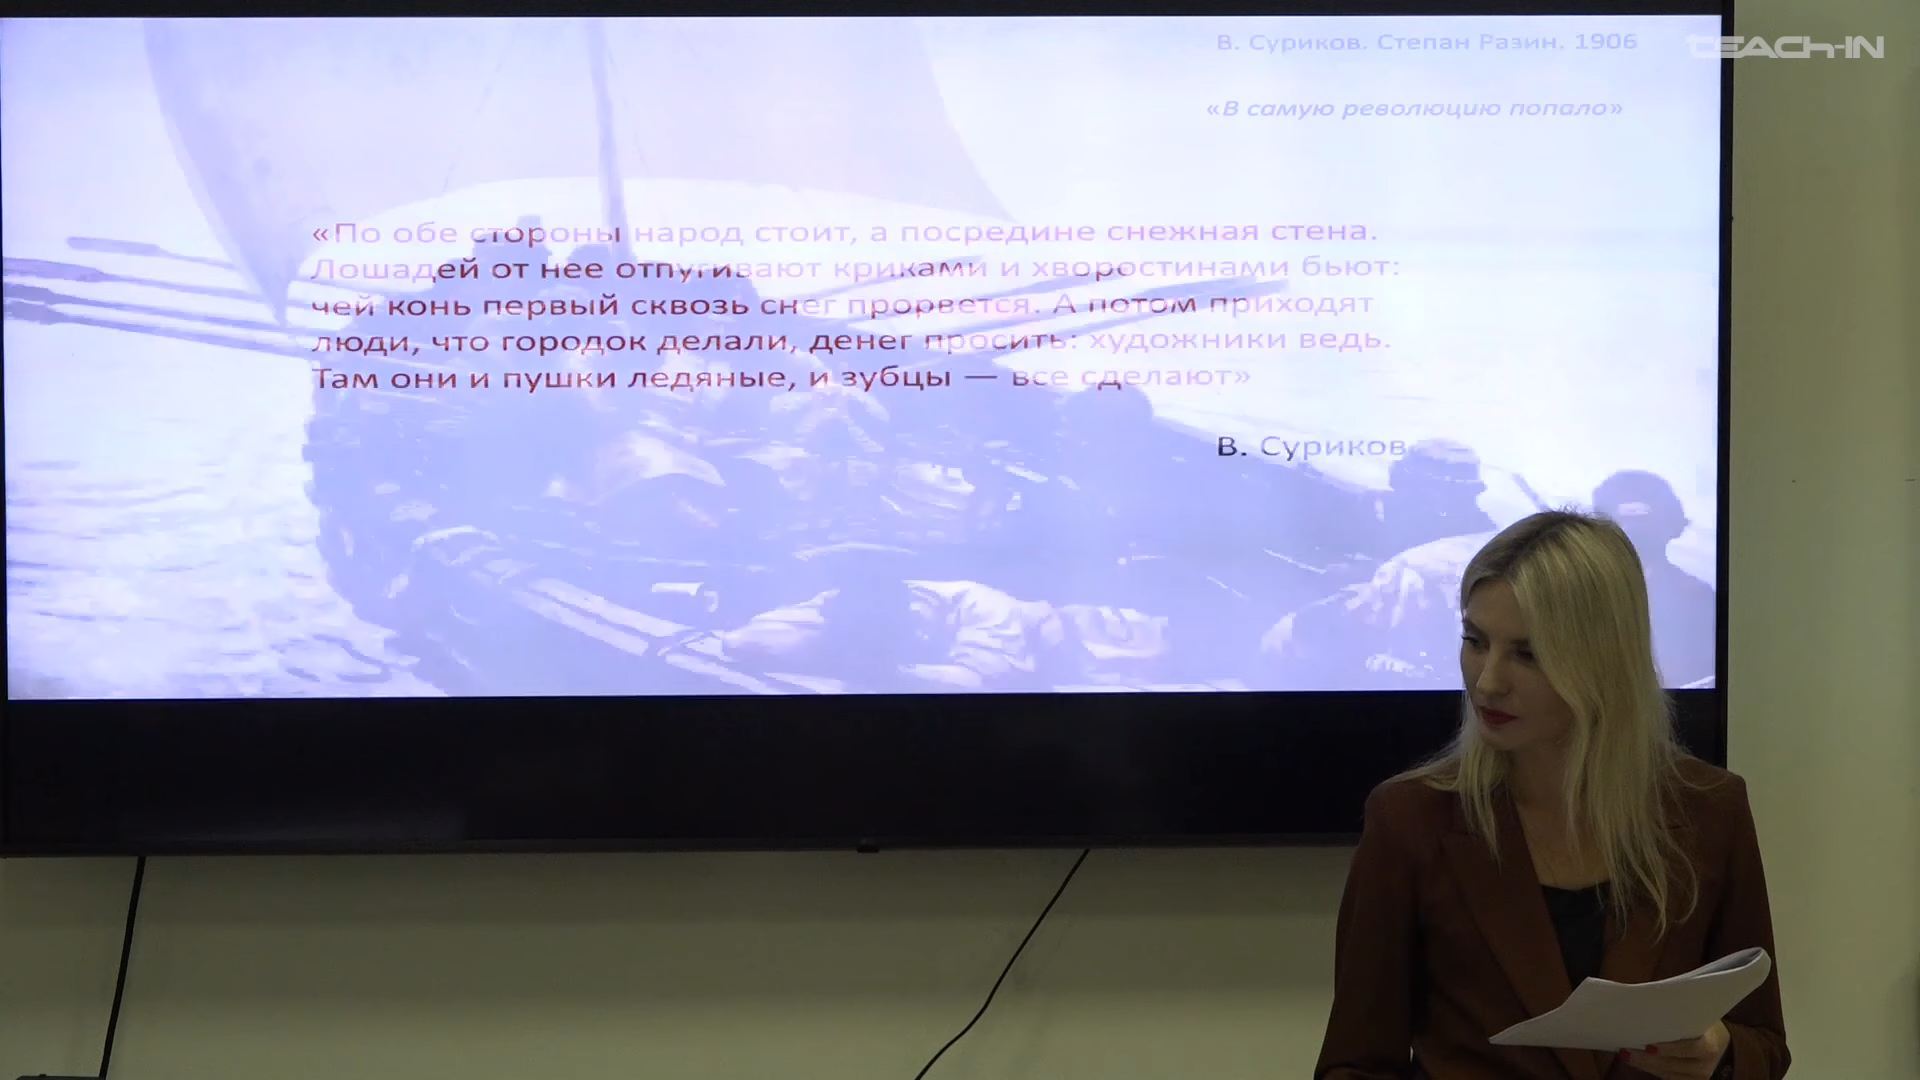 В. Суриков. Степан Разин. 1906
teach-in
«В самую революцию попало»
«По обе стороны народ стоит, а посредине снежная стена.
Лошадей от нее отпугивают криками и хворостинами бьют:
чей конь первый сквозь снег прорвется. А потом приходят
люди, что городок делали, денег просить: художники ведь.
Там они и пушки ледяные, и зубцы — все сделают»
В. Суриков